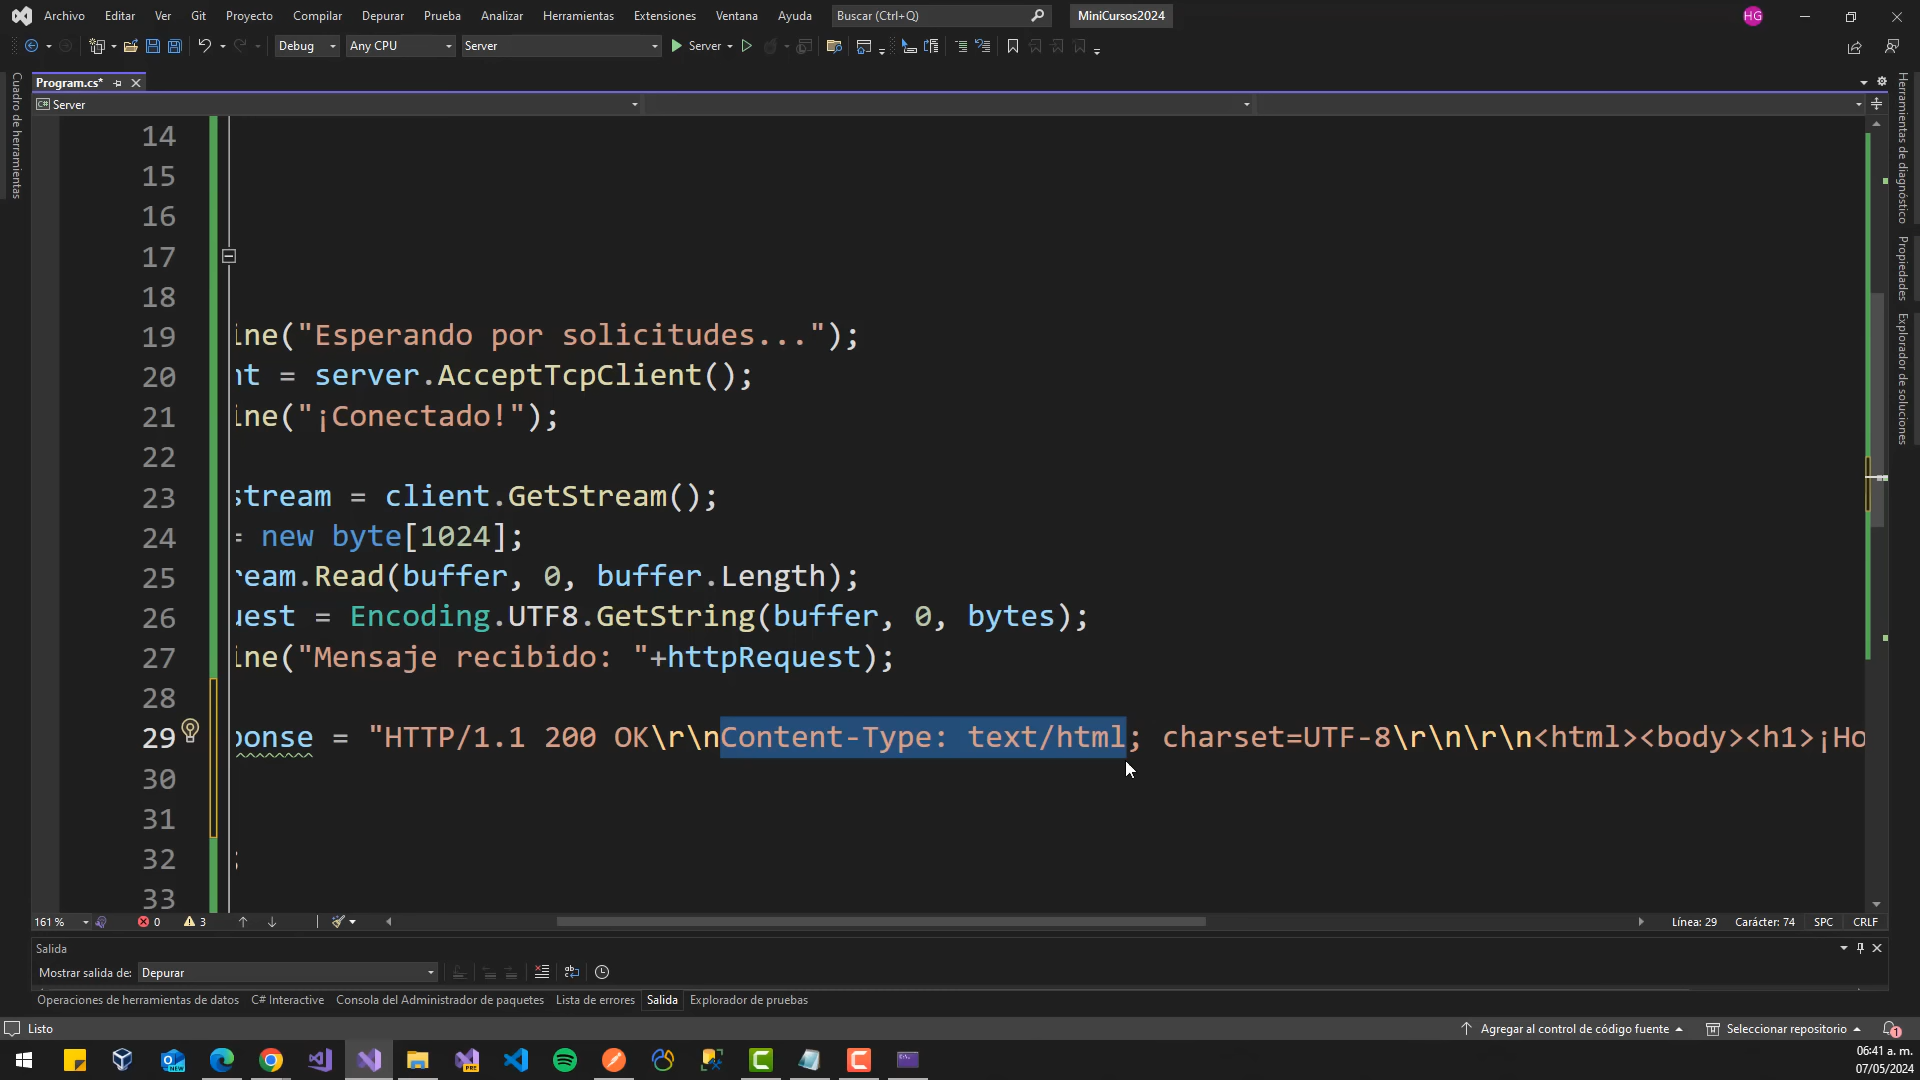 Archivo Editar Ver Git Proyecto Compilar Depurar Prueba Analizar Herramientas Extensiones Ventana Ayuda Buscar (Ctrl+Q) MiniCursos2024 HG
Debug Any CPU Server Server
Program.cs*
C# Server
14
15
16
17
18
19 ine("Esperando por solicitudes...");
20 nt = server.AcceptTcpClient();
21 ine("¡Conectado!");
22
23 stream = client.GetStream();
24 = new byte[1024];
25 ream.Read(buffer, 0, buffer.Length);
26 uest = Encoding.UTF8.GetString(buffer, 0, bytes);
27 ine("Mensaje recibido: "+httpRequest);
28
29 ponse = "HTTP/1.1 200 OK\r\nContent-Type: text/html; charset=UTF-8\r\n\r\n<html><body><h1>¡Ho
30
31
32 ;
33
161 % 0 3 Línea: 29 Carácter: 74 SPC CRLF
Salida
Mostrar salida de: Depurar
Operaciones de herramientas de datos C# Interactive Consola del Administrador de paquetes Lista de errores Salida Explorador de pruebas
Listo Agregar al control de código fuente Seleccionar repositorio 1
NEW PRE
06:41 a. m.
07/05/2024
Cuadro de herramientas
Herramientas de diagnóstico
Propiedades
Explorador de soluciones